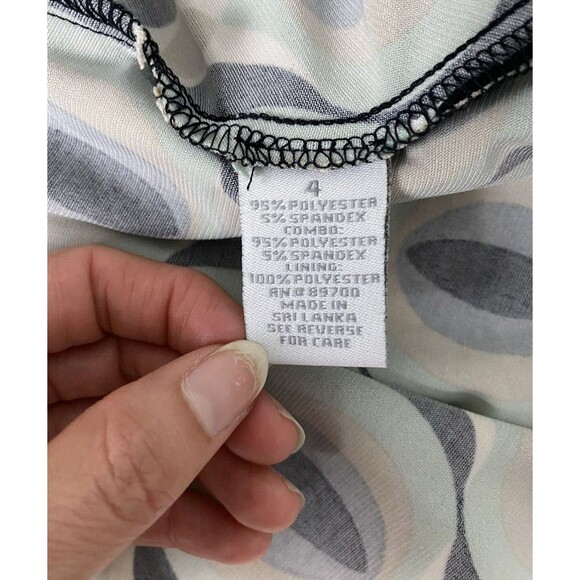 4
95% POLYESTER
5% SPANDEX
COMBO:
95% POLYESTER
5% SPANDEX
LINING:
100% POLYESTER
RN# 89700
MADE IN
SRI LANKA
SEE REVERSE
FOR CARE